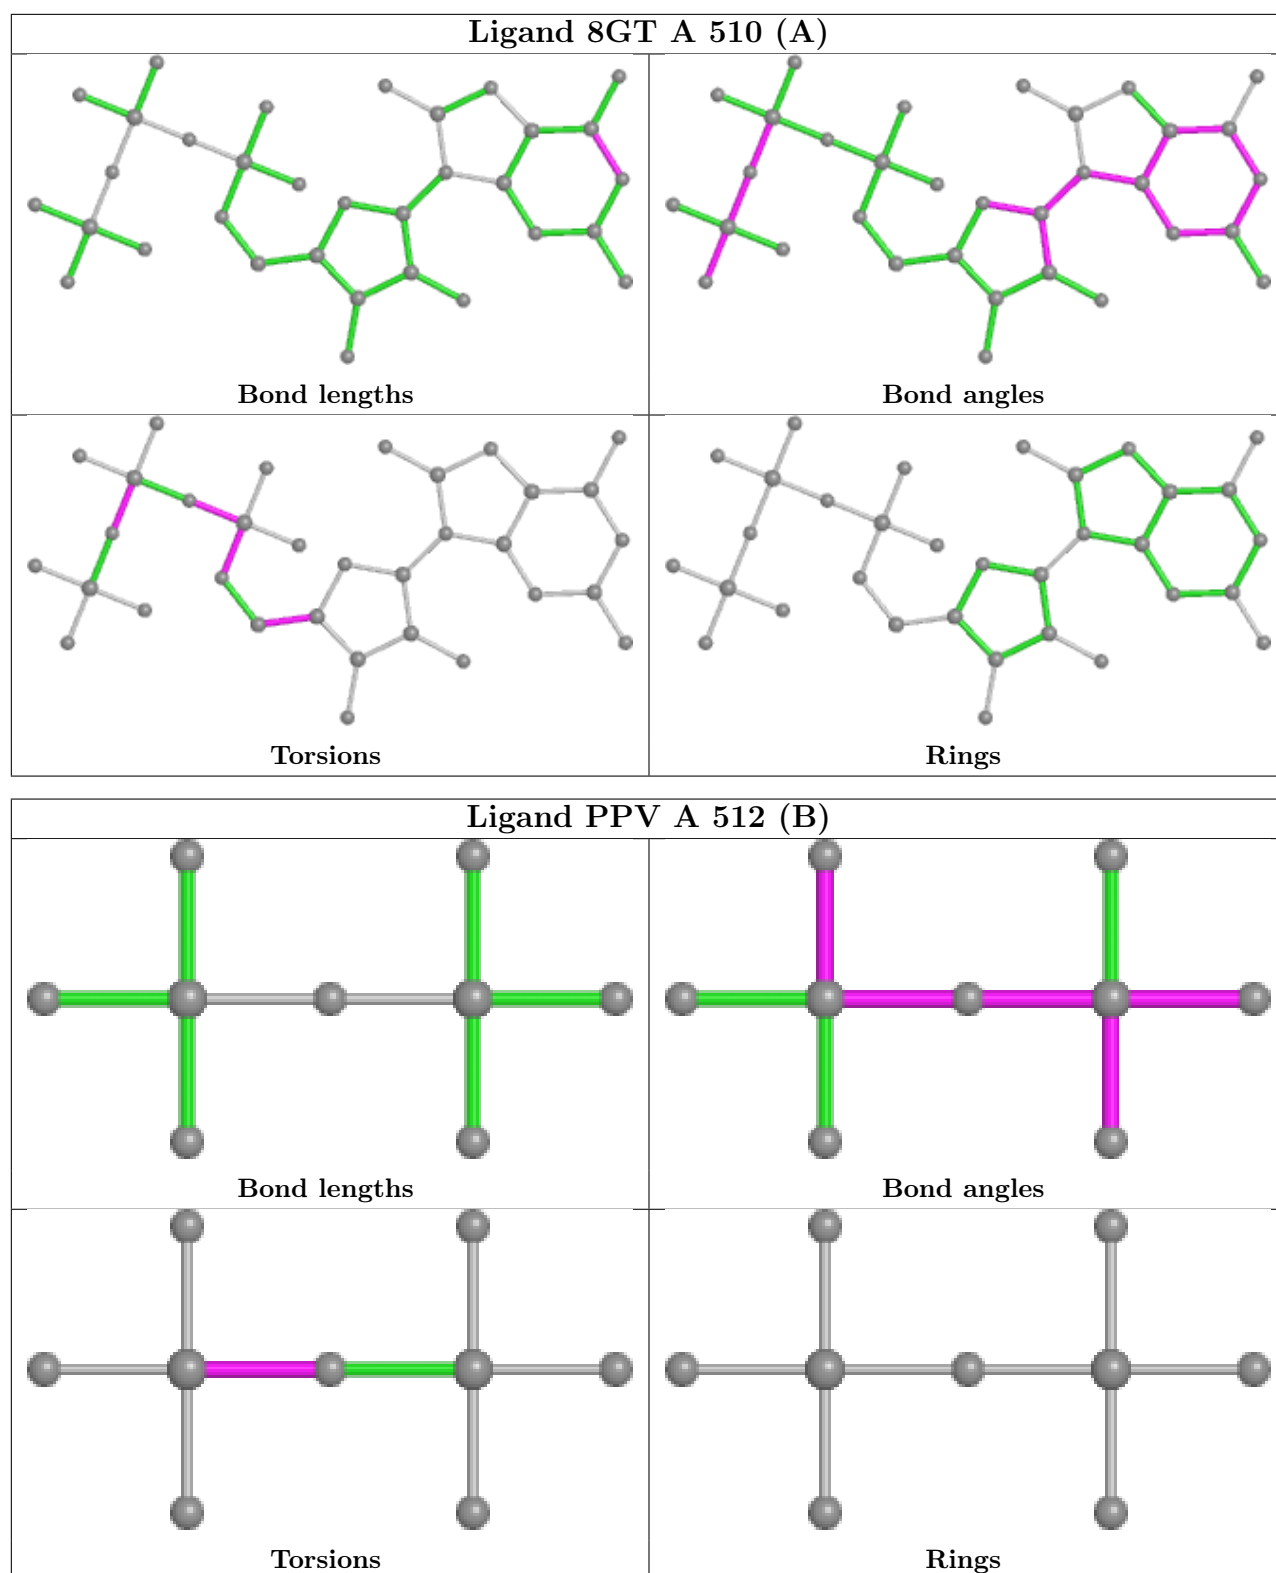 Ligand 8GT A 510 (A)
Bond lengths
Bond angles
Torsions
Rings
Ligand PPV A 512 (B)
Bond lengths
Bond angles
Torsions
Rings